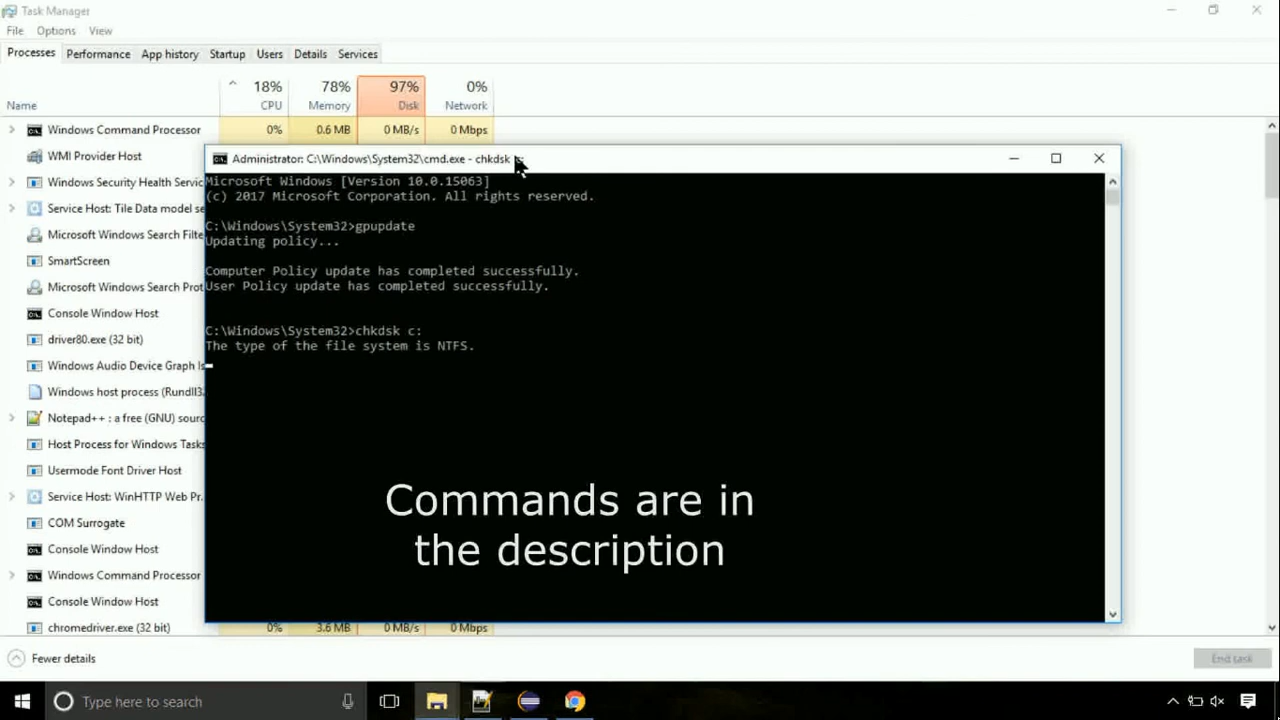 Task Manager
File Options View
Processes Performance App history Startup Users Details Services
18% 78% 97% 0%
Name CPU Memory Disk Network
Windows Command Processor 0% 0.6 MB 0 MB/s 0 Mbps
WMI Provider Host
Windows Security Health Servic
Service Host: Tile Data model se
Microsoft Windows Search Filte
SmartScreen
Microsoft Windows Search Prot
Console Window Host
driver80.exe (32 bit)
Windows Audio Device Graph Is
Windows host process (Rundll3
Notepad++ : a free (GNU) sourc
Host Process for Windows Tasks
Usermode Font Driver Host
Service Host: WinHTTP Web Pr.
COM Surrogate
Console Window Host
Windows Command Processor
Console Window Host
chromedriver.exe (32 bit) 0% 3.6 MB 0 MB/s 0 Mbps
Administrator: C:\Windows\System32\cmd.exe - chkdsk
Microsoft Windows [Version 10.0.15063]
(c) 2017 Microsoft Corporation. All rights reserved.
C:\Windows\System32>gpupdate
Updating policy...
Computer Policy update has completed successfully.
User Policy update has completed successfully.
C:\Windows\System32>chkdsk c:
The type of the file system is NTFS.
Commands are in
the description
Fewer details
End task
Type here to search